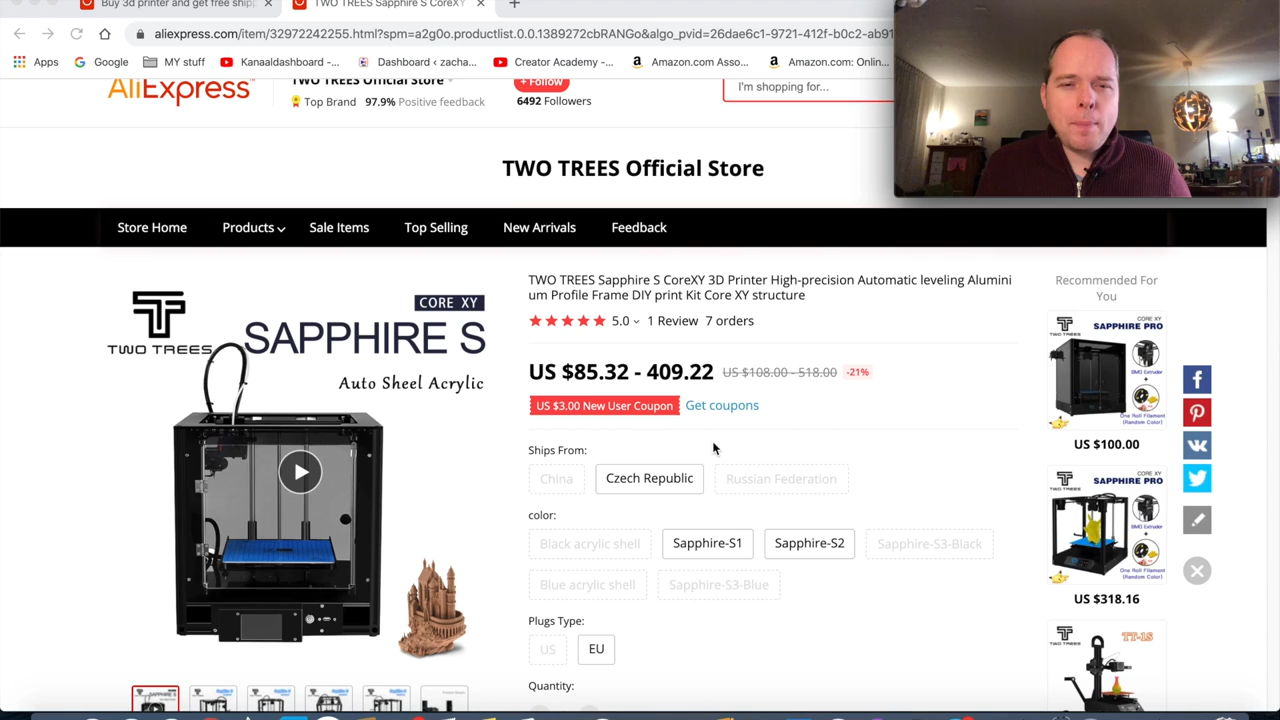 Buy 3d printer and get free shipp
TWO TREES Sapphire S CoreXY
aliexpress.com/item/32972242255.html?spm=a2g0o.productlist.0.0.1389272cbRANGo&algo_pvid=26dae6c1-9721-412f-b0c2-ab91
Apps
Google
MY stuff
Kanaaldashboard -...
Dashboard ‹ zacha...
Creator Academy -...
Amazon.com Asso...
Amazon.com: Onlin...
AliExpress
TWO TREES Official Store
Top Brand 97.9% Positive feedback
+ Follow
6492 Followers
I'm shopping for...
TWO TREES Official Store
Store Home
Products
Sale Items
Top Selling
New Arrivals
Feedback
TWO TREES
CORE XY
SAPPHIRE S
Auto Sheel Acrylic
TWO TREES Sapphire S CoreXY 3D Printer High-precision Automatic leveling Alumini
um Profile Frame DIY print Kit Core XY structure
5.0 1 Review 7 orders
US $85.32 - 409.22 US $108.00 - 518.00 -21%
US $3.00 New User Coupon Get coupons
Ships From:
China
Czech Republic
Russian Federation
color:
Black acrylic shell
Sapphire-S1
Sapphire-S2
Sapphire-S3-Black
Blue acrylic shell
Sapphire-S3-Blue
Plugs Type:
US
EU
Quantity:
Recommended For
You
TWO TREES
CORE XY
SAPPHIRE PRO
BMG Extruder
+
One Roll Filament
(Random Color)
US $100.00
TWO TREES
CORE XY
SAPPHIRE PRO
BMG Extruder
+
One Roll Filament
(Random Color)
US $318.16
TWO TREES
TT-1S